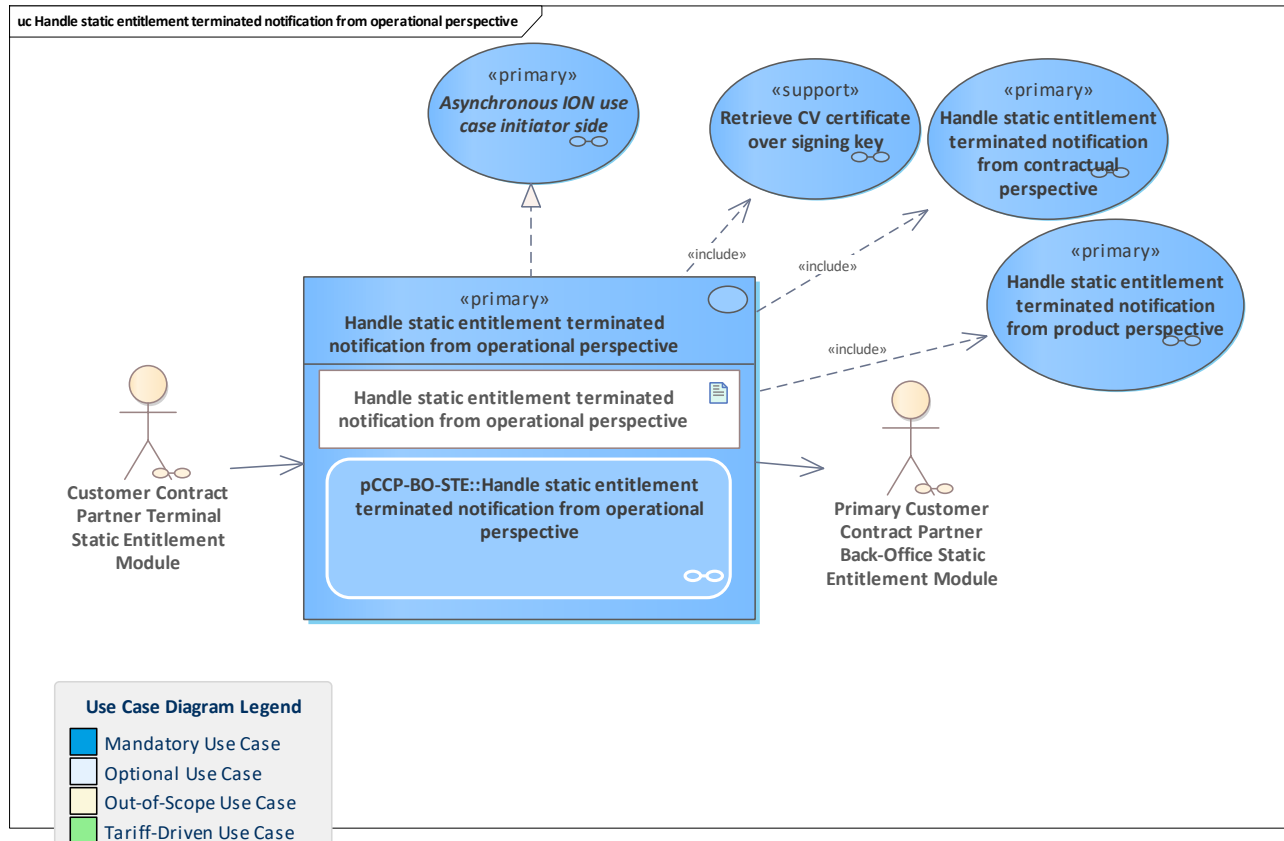 uc Handle static entitlement terminated notification from operational perspective
«primary»
Asynchronous ION use
case initiator side
«support»
Retrieve CV certificate
over signing key
«primary»
Handle static entitlement
terminated notification
from contractual
perspective
«primary»
Handle static entitlement
terminated notification
from product perspective
«include»
«include»
«include»
«primary»
Handle static entitlement terminated
notification from operational perspective
Handle static entitlement terminated
notification from operational perspective
pCCP-BO-STE::Handle static entitlement
terminated notification from operational
perspective
Customer Contract
Partner Terminal
Static Entitlement
Module
Primary Customer
Contract Partner
Back-Office Static
Entitlement Module
Use Case Diagram Legend
Mandatory Use Case
Optional Use Case
Out-of-Scope Use Case
Tariff-Driven Use Case